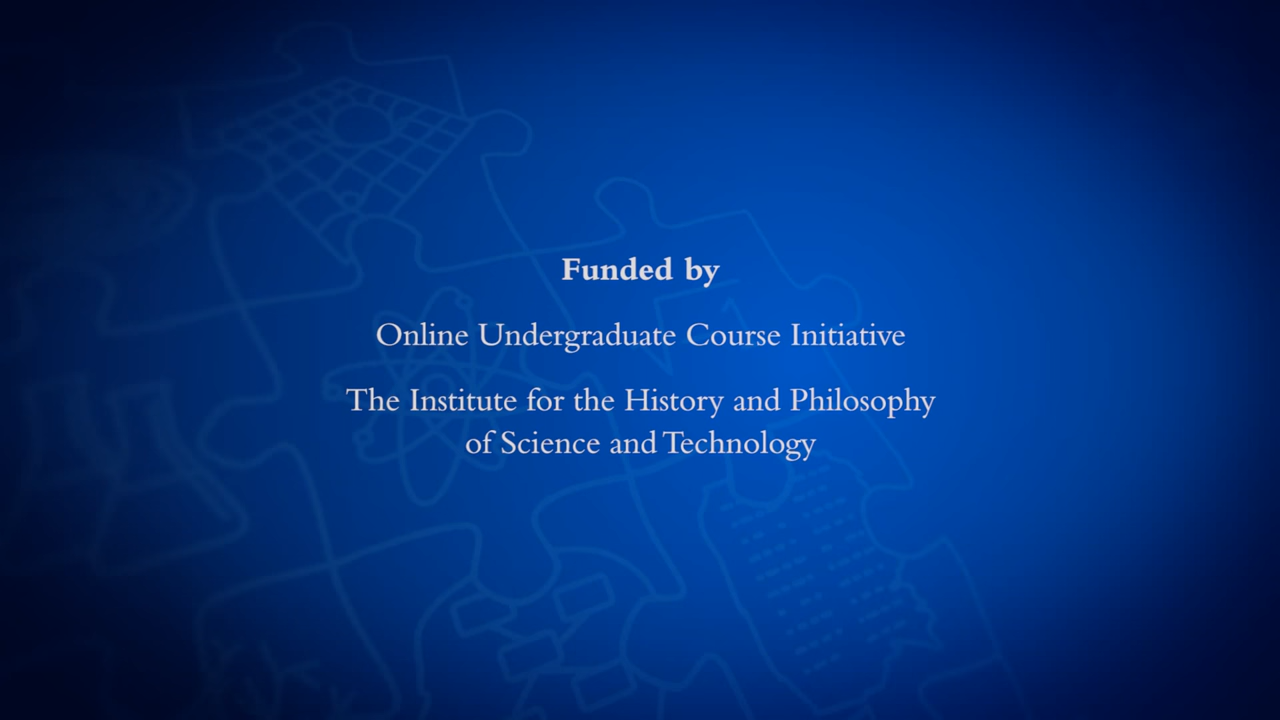 Funded by
Online Undergraduate Course Initiative
The Institute for the History and Philosophy
of Science and Technology